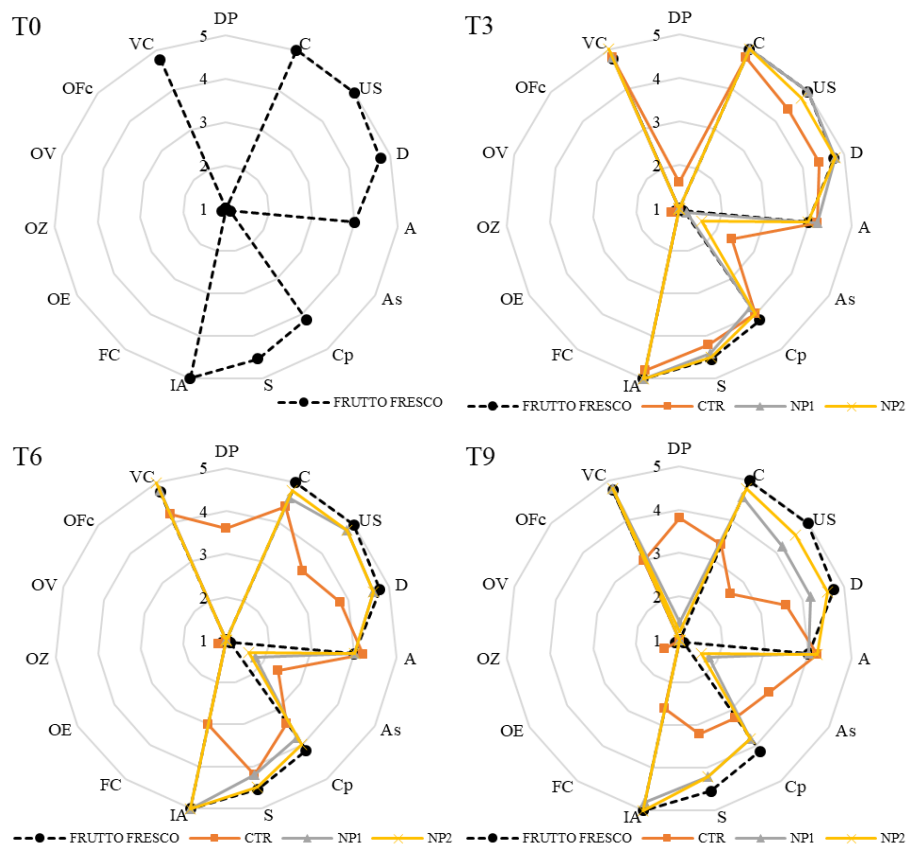 T0
DP
C
US
D
A
As
Cp
S
IA
FC
OE
OZ
OV
OFc
VC
5
4
3
2
1
FRUTTO FRESCO
T3
DP
C
US
D
A
As
Cp
S
IA
FC
OE
OZ
OV
OFc
VC
5
4
3
2
1
FRUTTO FRESCO CTR NP1 NP2
T6
DP
C
US
D
A
As
Cp
S
IA
FC
OE
OZ
OV
OFc
VC
5
4
3
2
1
FRUTTO FRESCO CTR NP1 NP2
T9
DP
C
US
D
A
As
Cp
S
IA
FC
OE
OZ
OV
OFc
VC
5
4
3
2
1
FRUTTO FRESCO CTR NP1 NP2